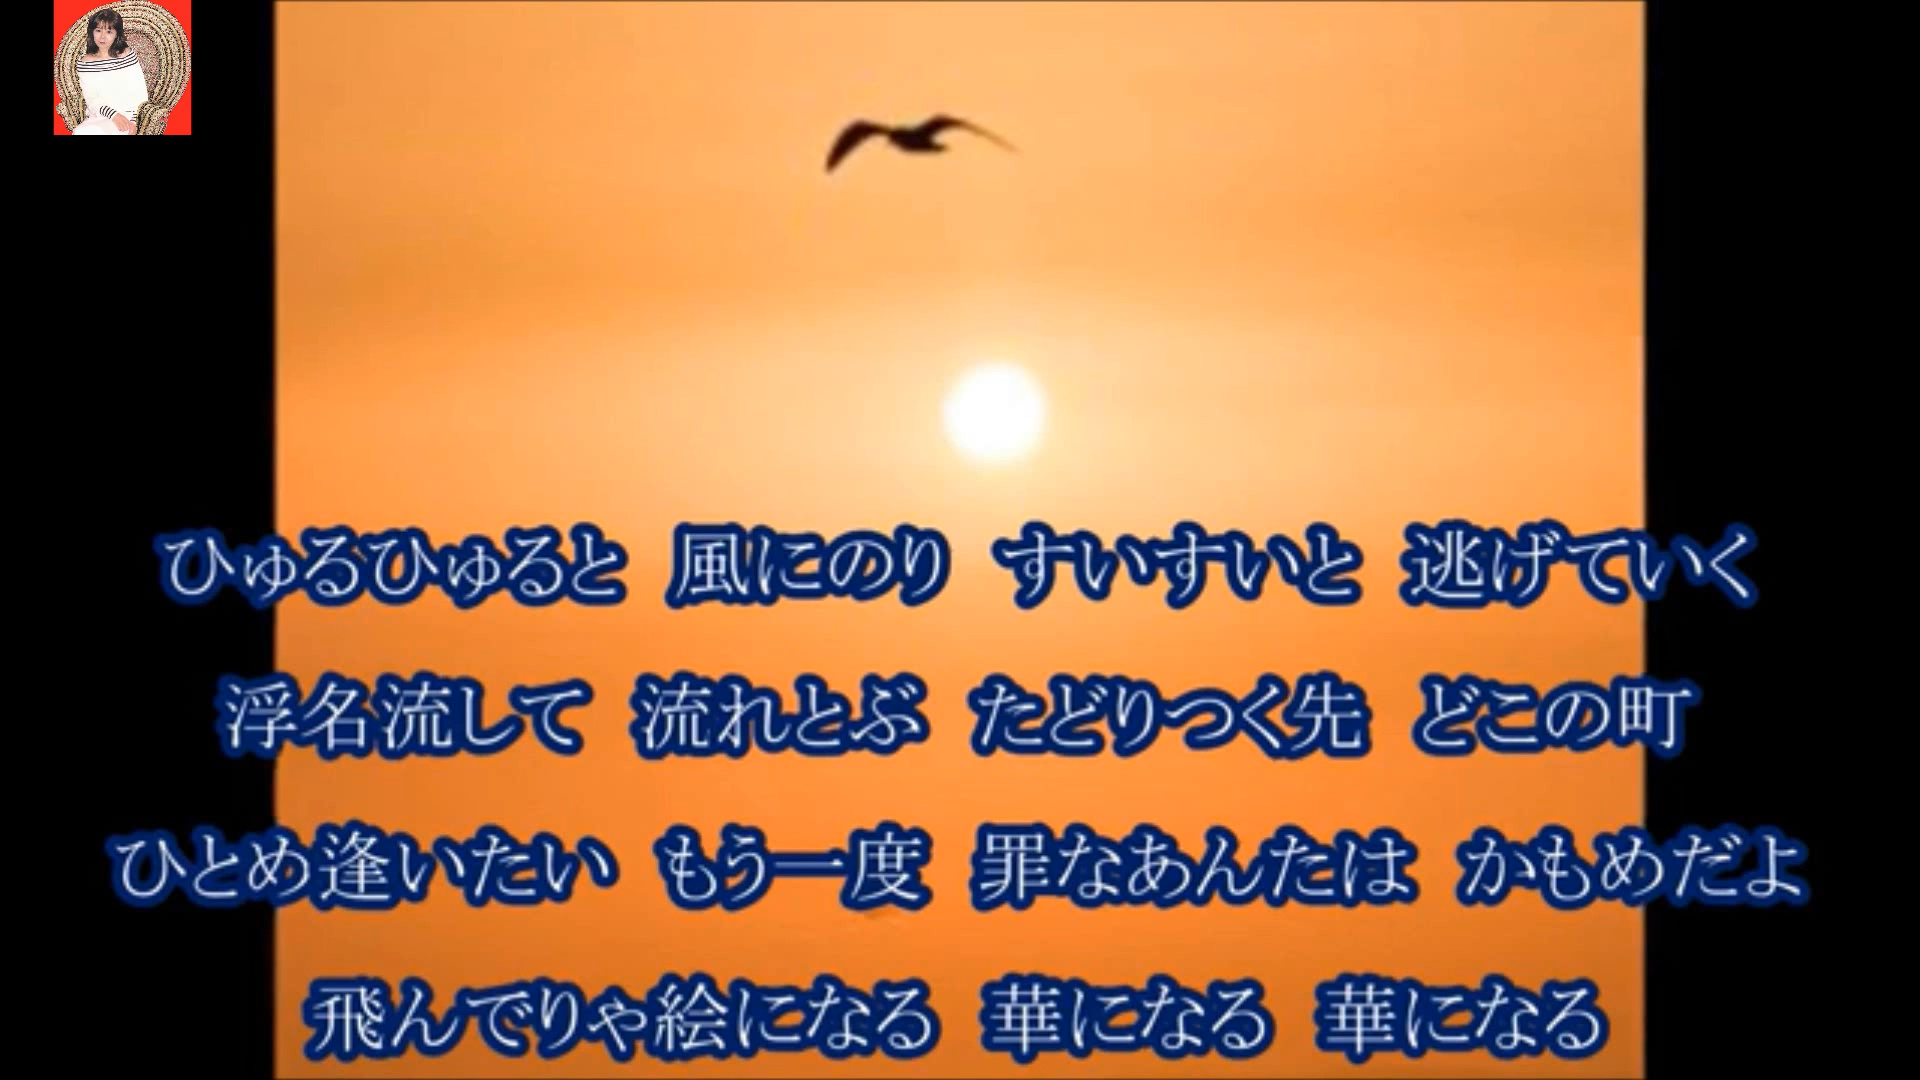 ひゅるひゅると　風にのり　すいすいと　逃げていく
浮名流して　流れとぶ　たどりつく先　どこの町
ひとめ逢いたい　もう一度　罪なあんたは　かもめだよ
飛んでりゃ絵になる　華になる　華になる